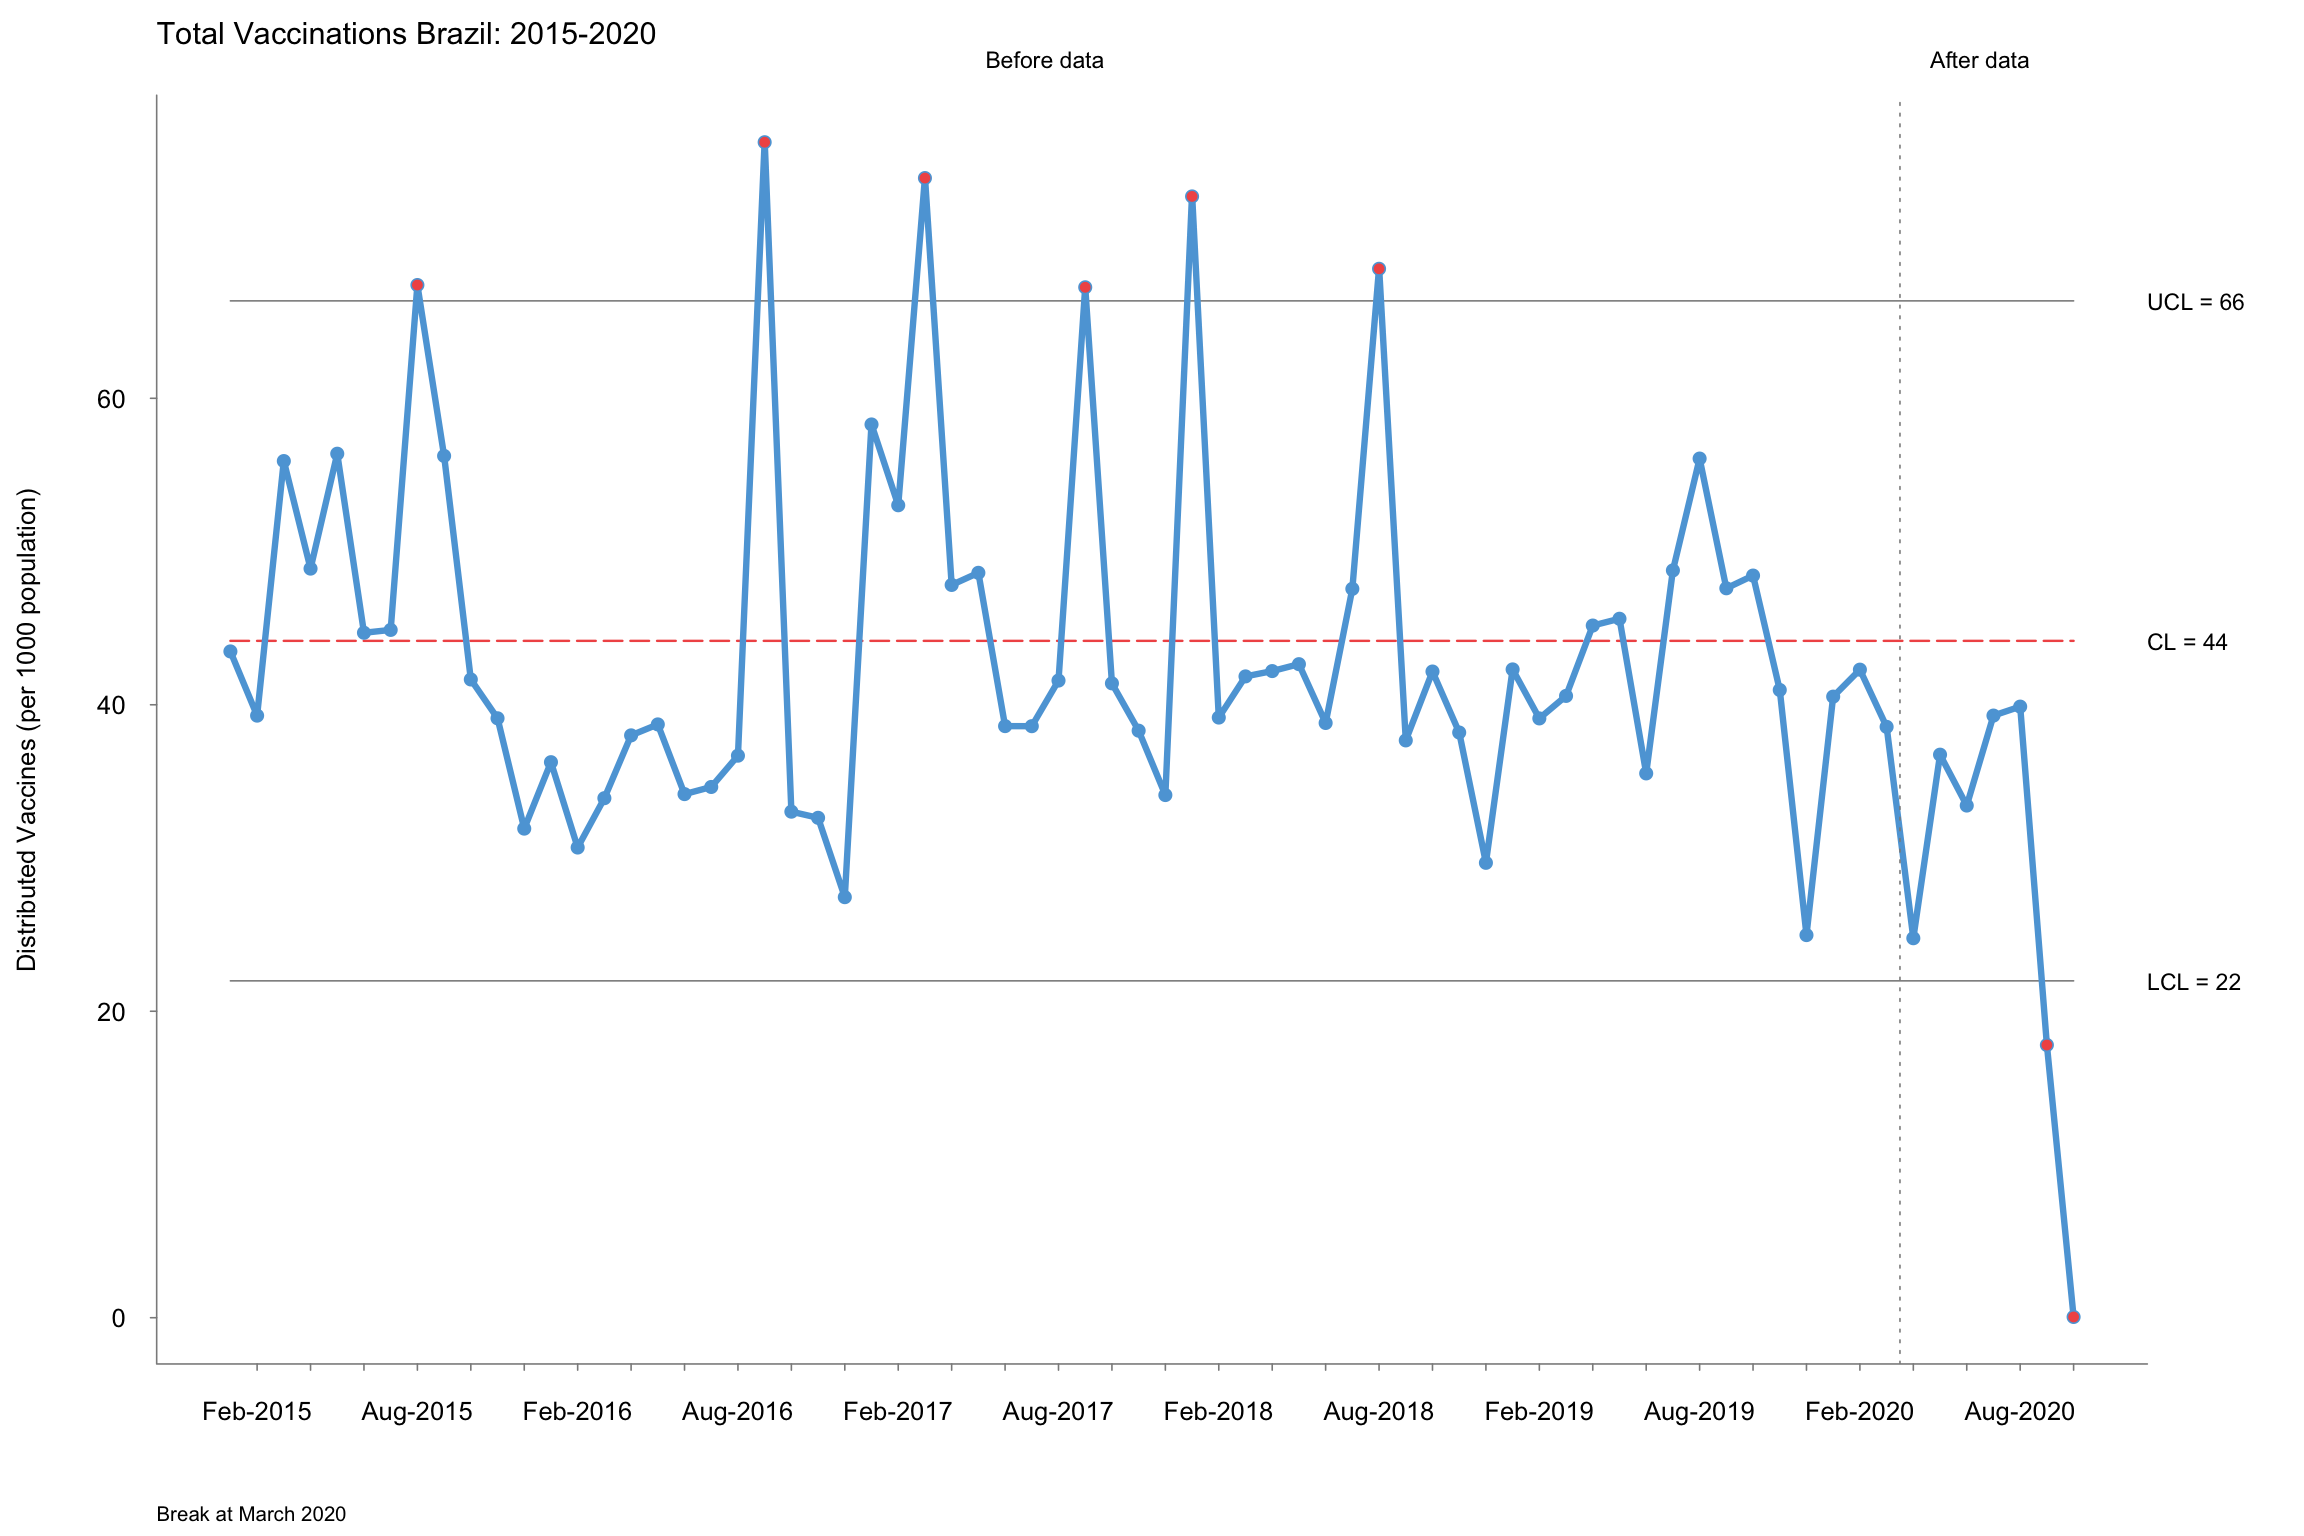 Total Vaccinations Brazil: 2015-2020
Before data
After data
Distributed Vaccines (per 1000 population)
60
40
20
0
UCL = 66
CL = 44
LCL = 22
Feb-2015 Aug-2015 Feb-2016 Aug-2016 Feb-2017 Aug-2017 Feb-2018 Aug-2018 Feb-2019 Aug-2019 Feb-2020 Aug-2020
Break at March 2020